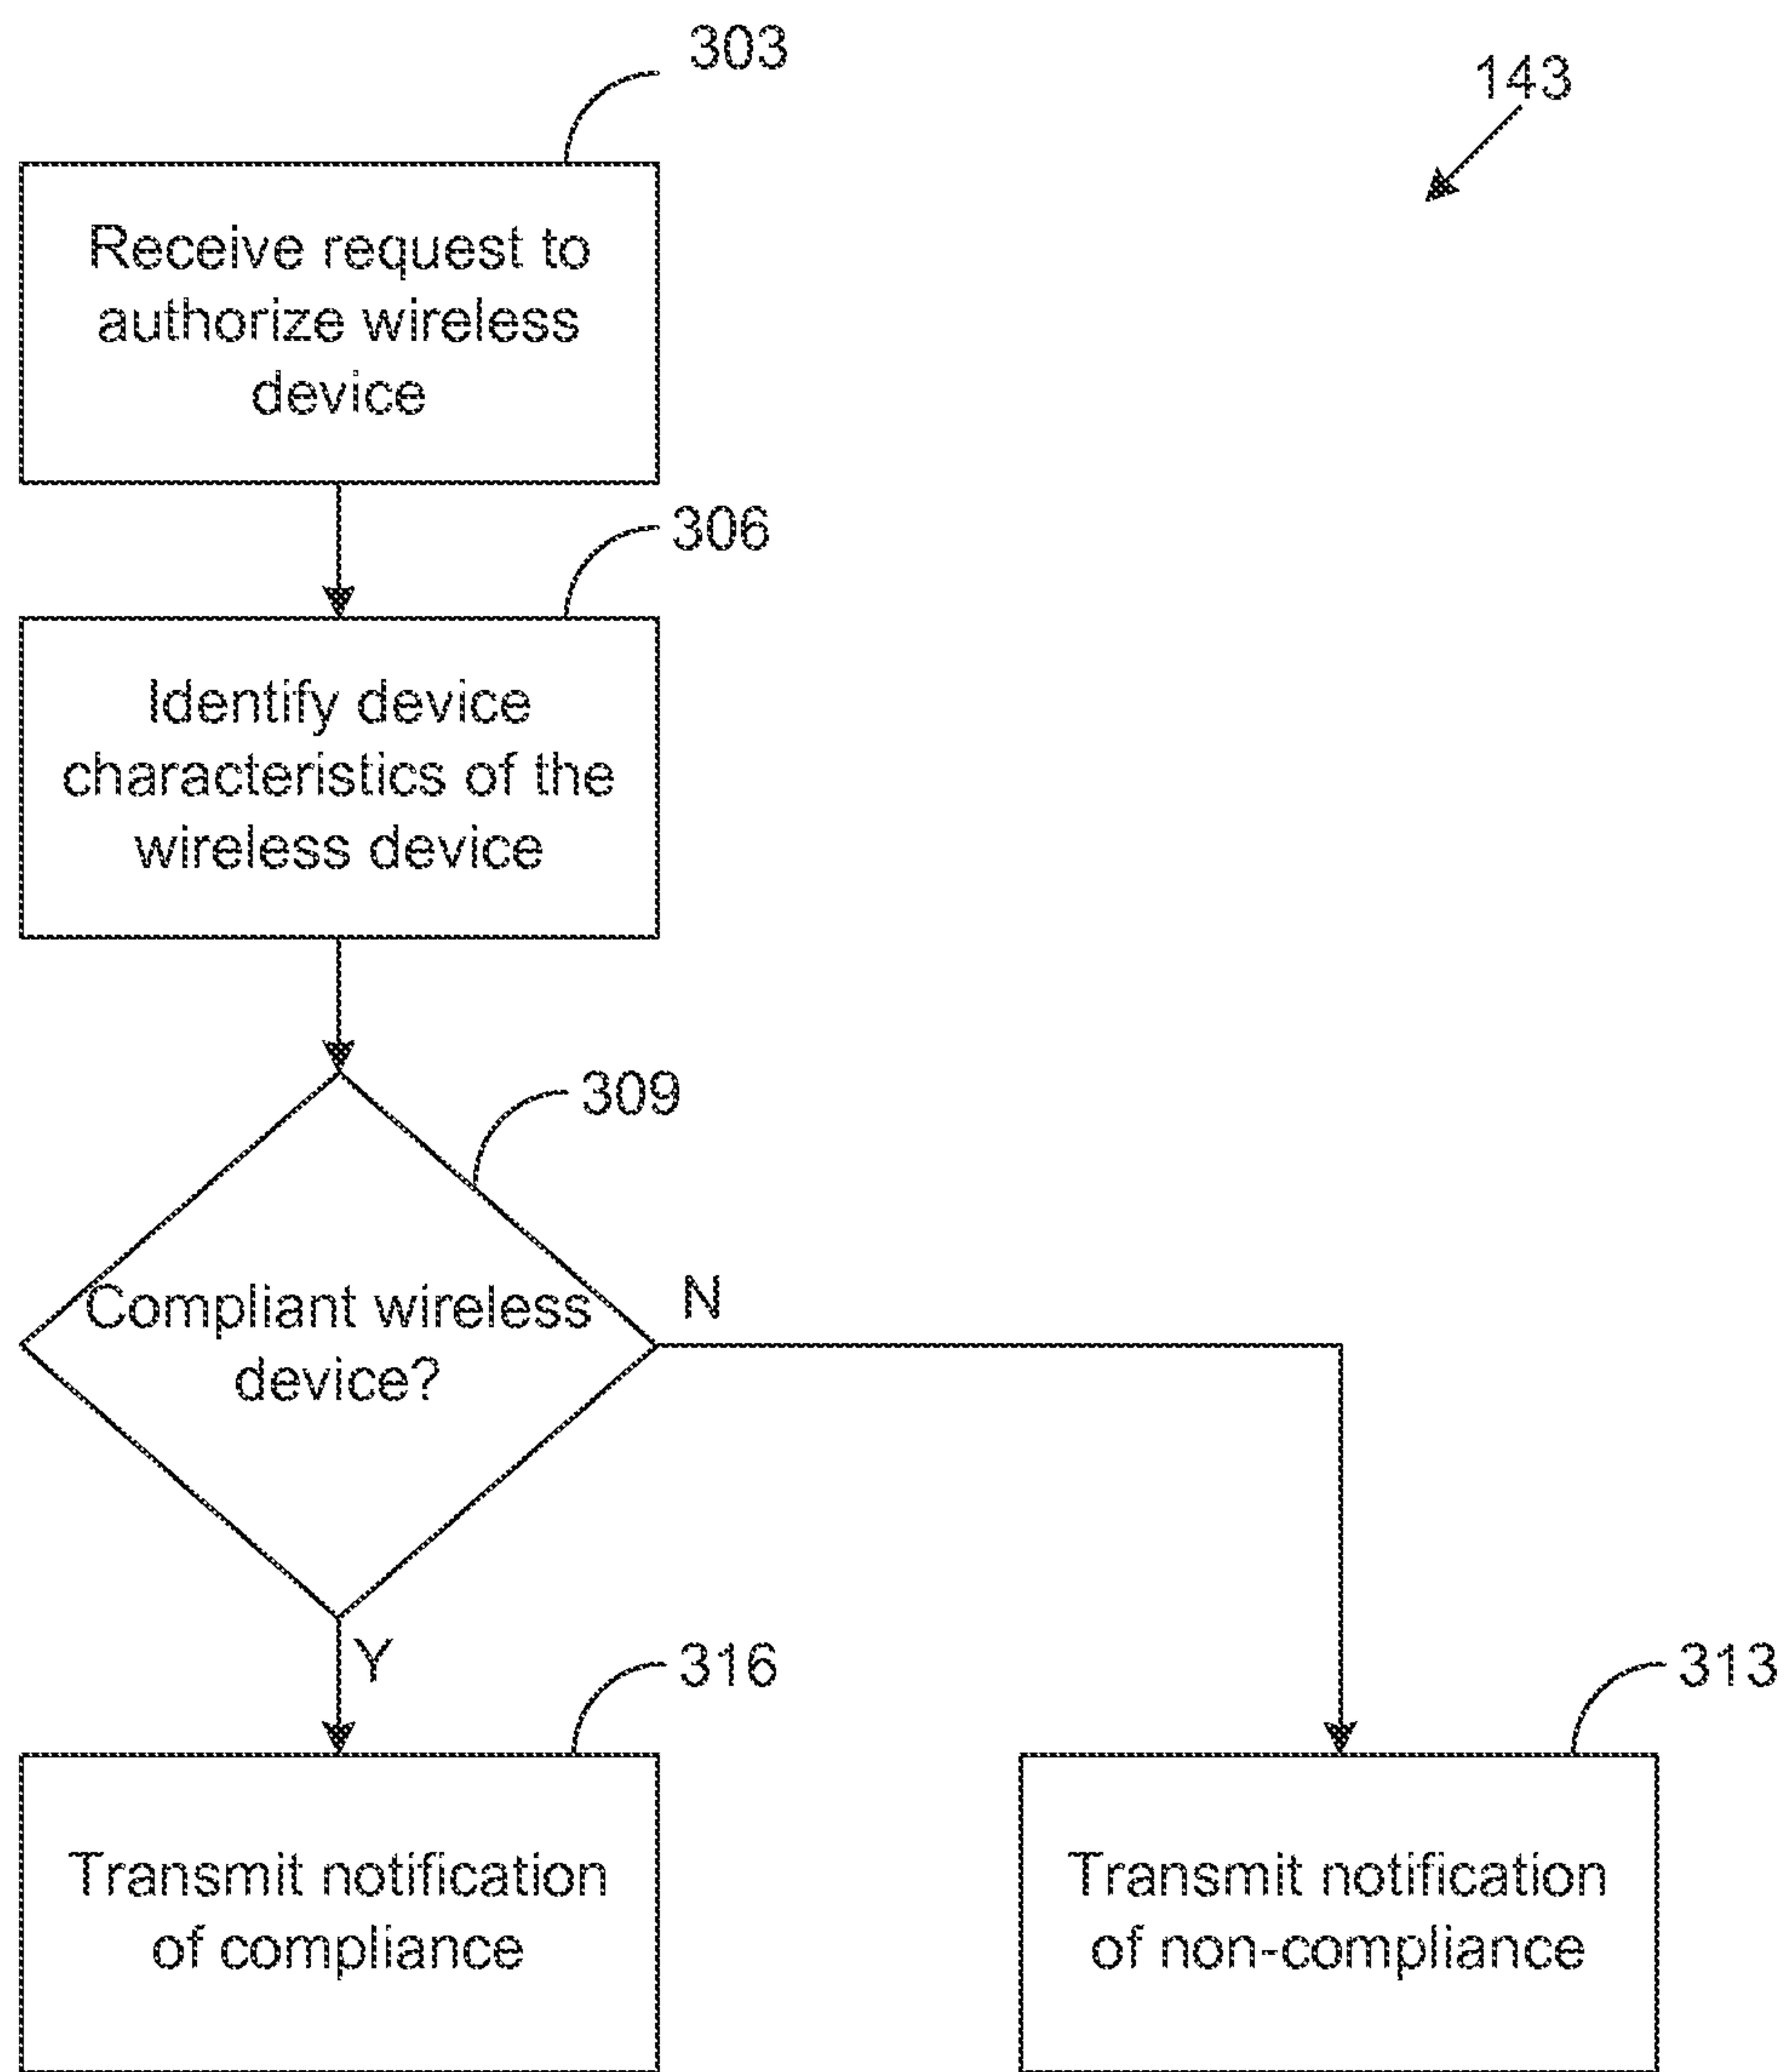 303
143
Receive request to
authorize wireless
device
306
Identify device
characteristics of the
wireless device
309
Compliant wireless
device?
N
Y
316
313
Transmit notification
of compliance
Transmit notification
of non-compliance